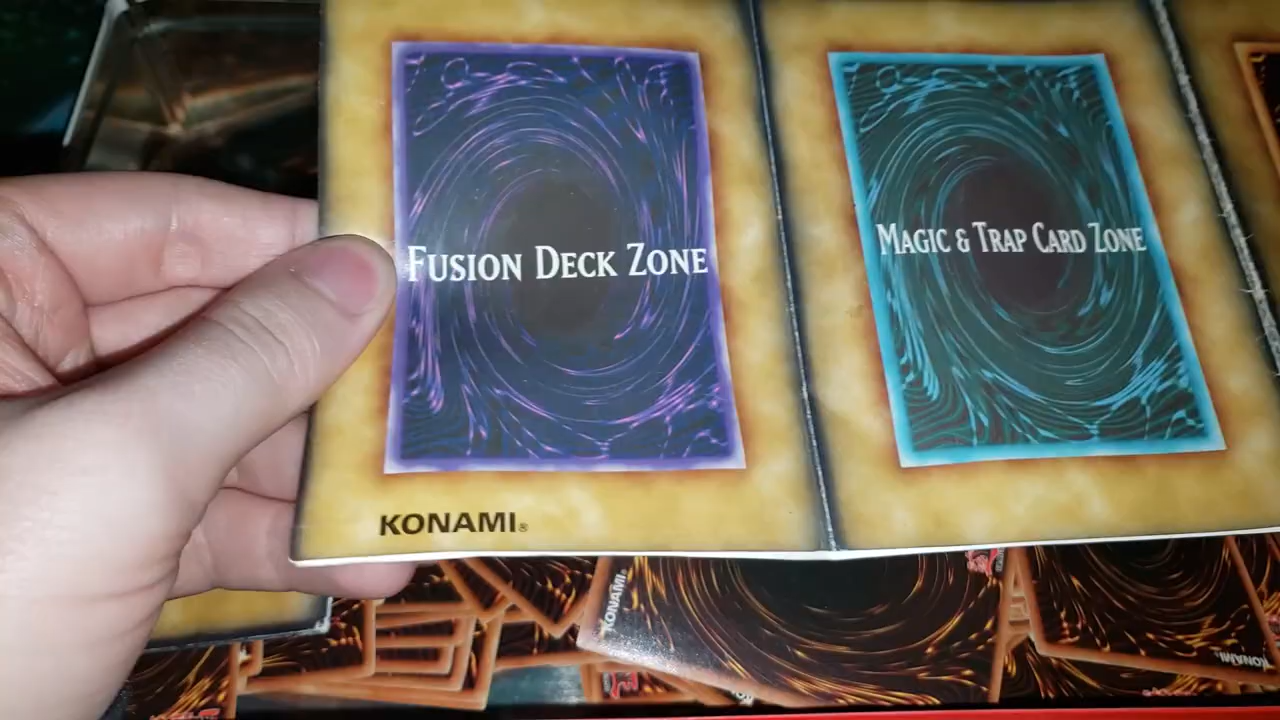 FUSION DECK ZONE
MAGIC & TRAP CARD ZONE
KONAMI®
KONAMI®
KONAMI